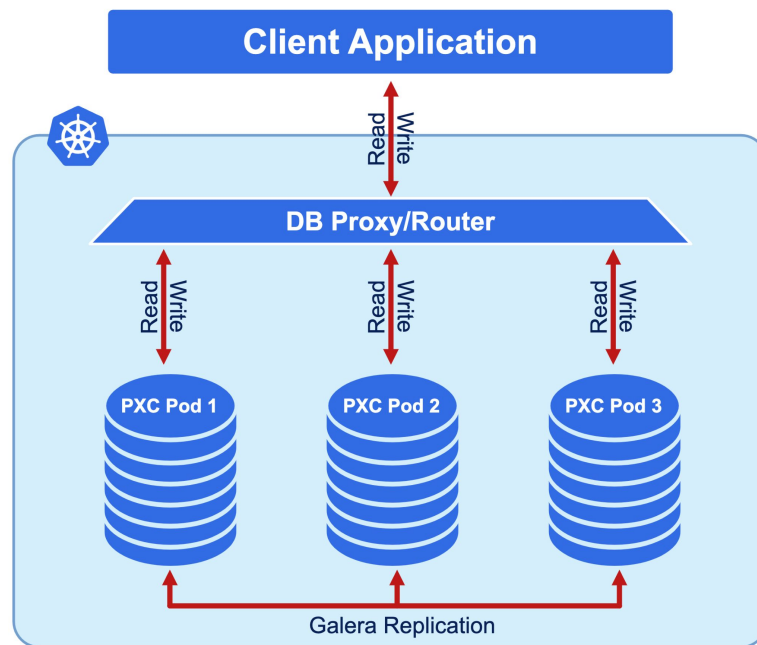 Client Application
Read
Write
DB Proxy/Router
Read
Write
Read
Write
Read
Write
PXC Pod 1
PXC Pod 2
PXC Pod 3
Galera Replication